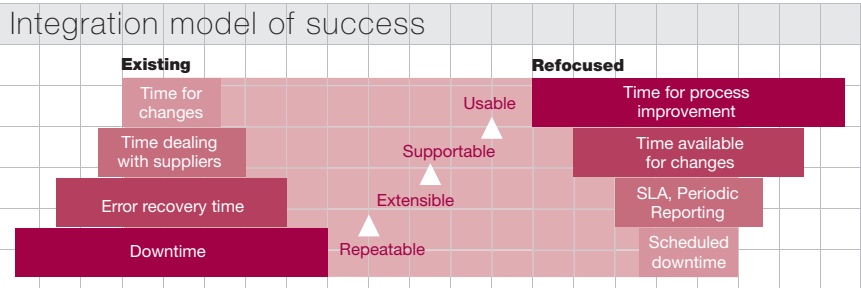 Integration model of success
Existing
Refocused
Time for
changes
Usable
Time for process
improvement
Time dealing
with suppliers
Supportable
Time available
for changes
Error recovery time
Extensible
SLA, Periodic
Reporting
Downtime
Repeatable
Scheduled
downtime